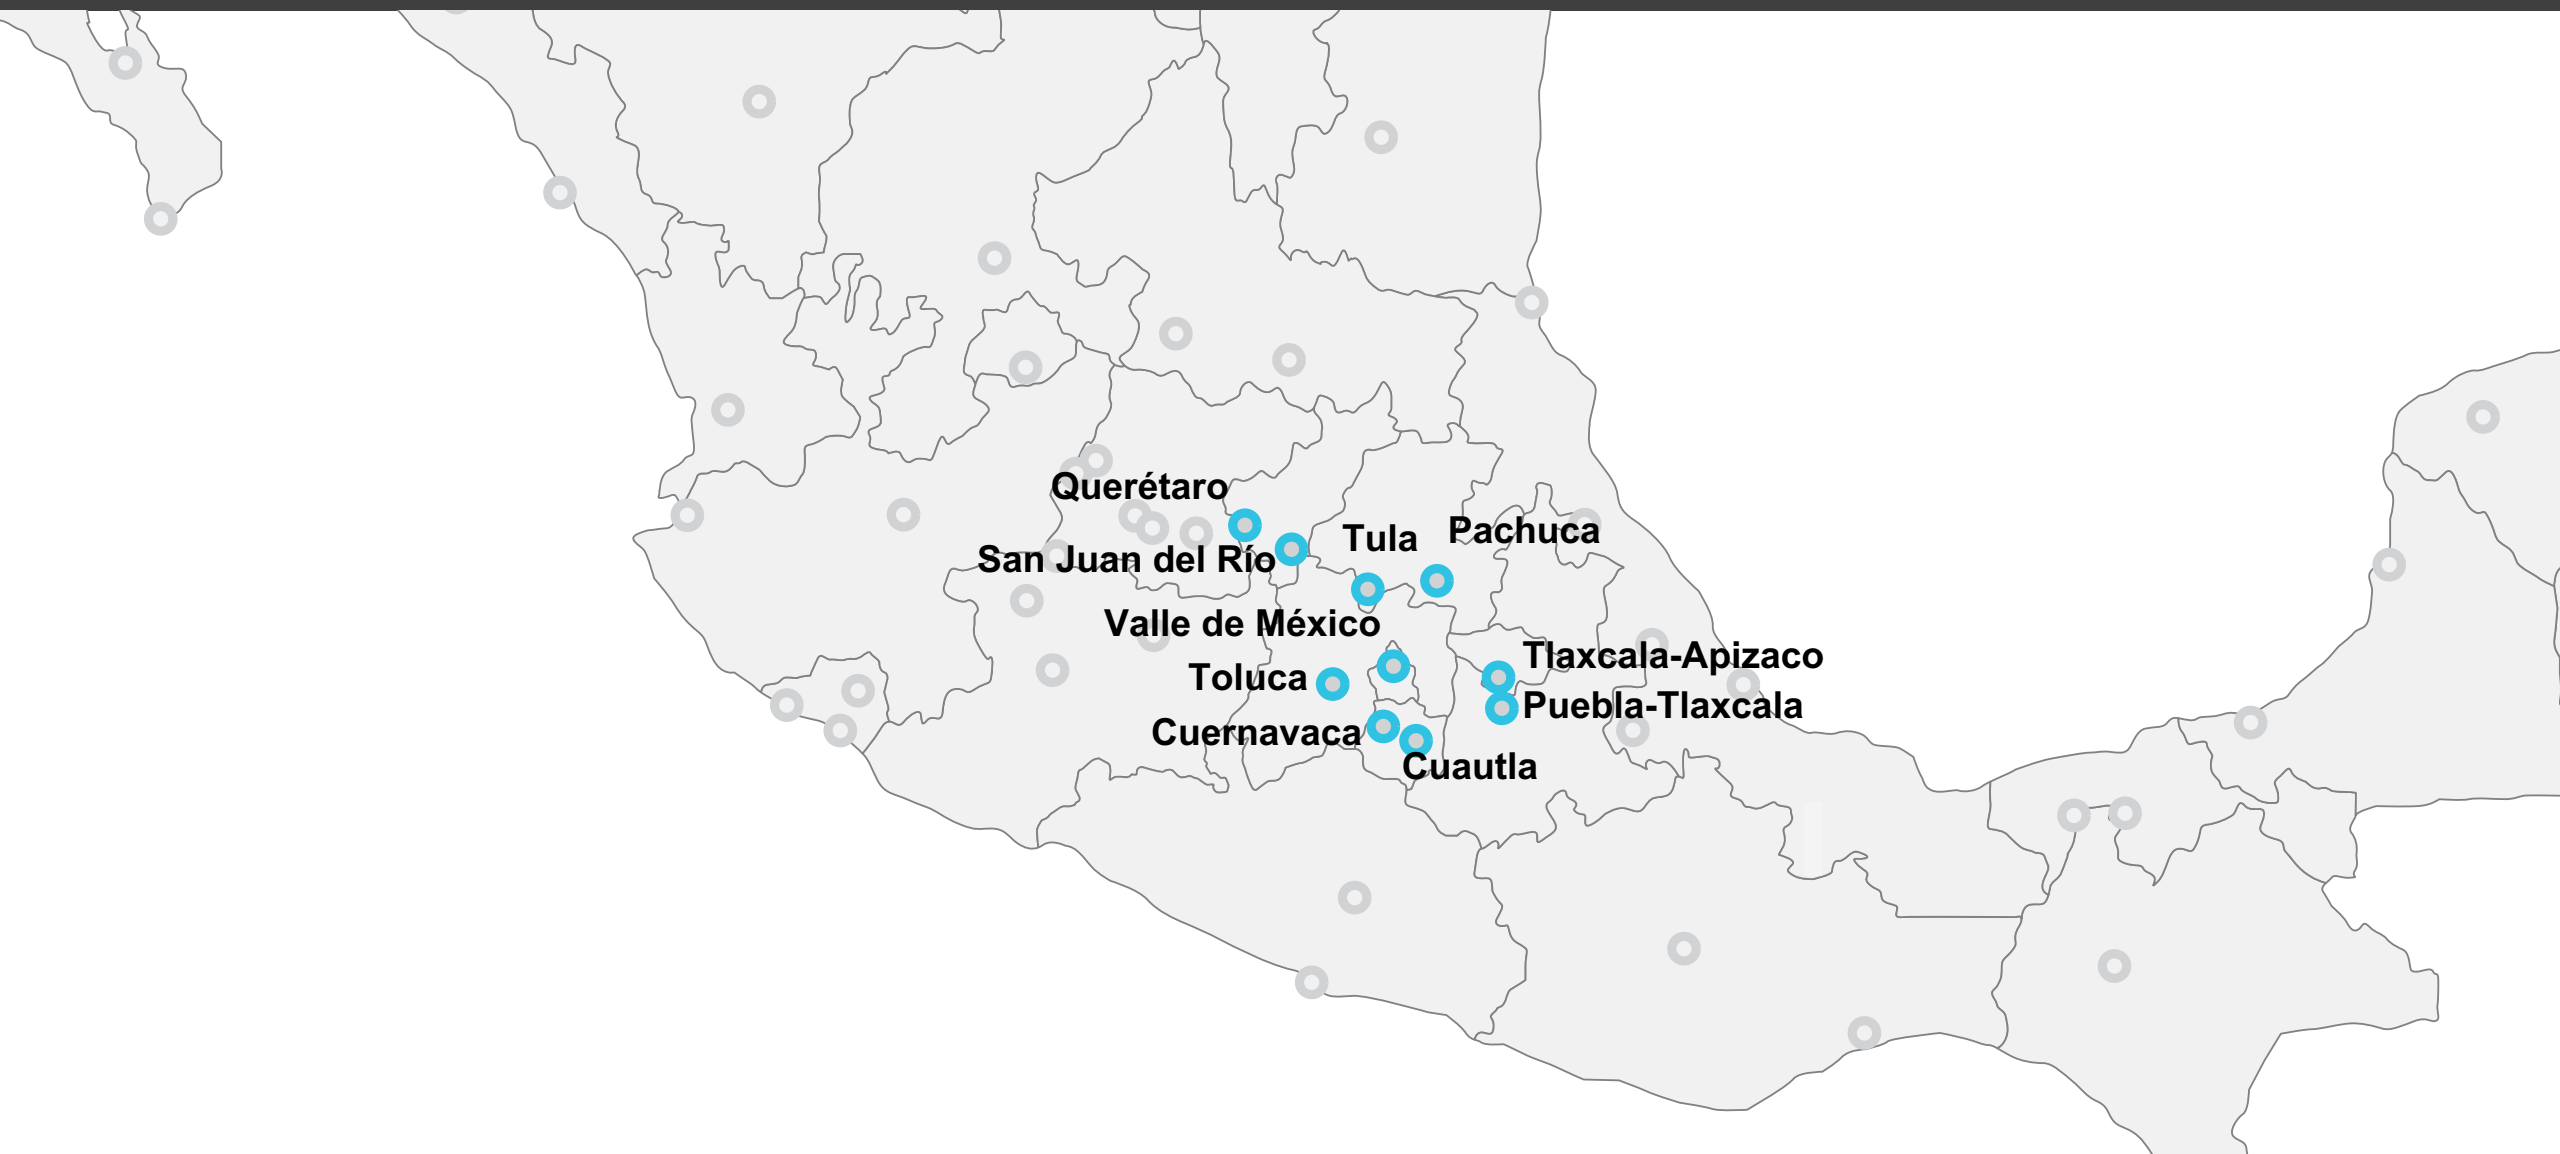 Querétaro
San Juan del Río
Tula
Pachuca
Valle de México
Toluca
Tlaxcala-Apizaco
Puebla-Tlaxcala
Cuernavaca
Cuautla